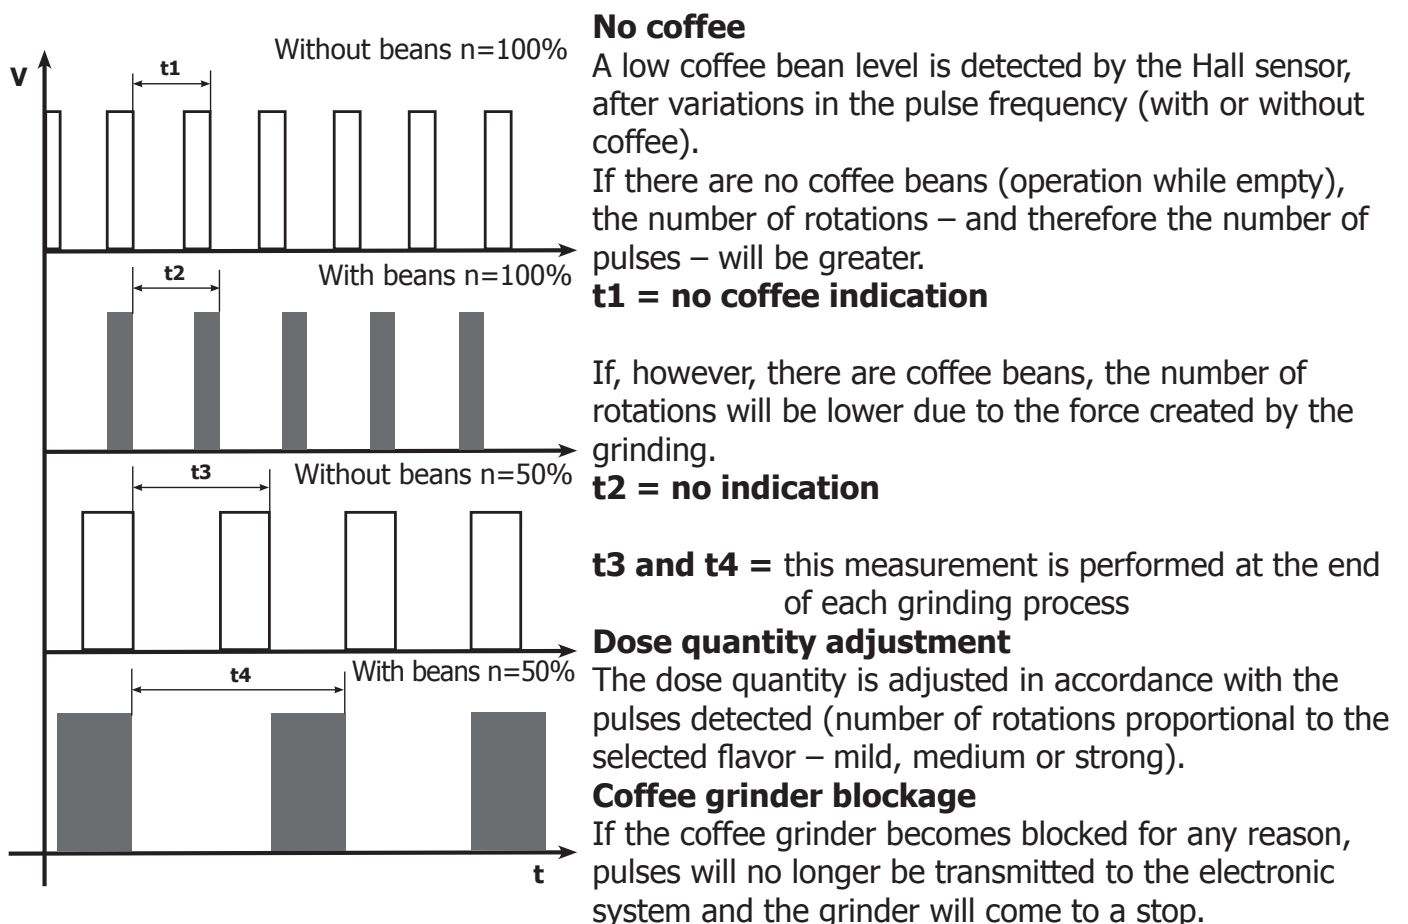 Without beans n=100%
V
t1
With beans n=100%
t2
Without beans n=50%
t3
With beans n=50%
t4
t
No coffee
A low coffee bean level is detected by the Hall sensor,
after variations in the pulse frequency (with or without
coffee).
If there are no coffee beans (operation while empty),
the number of rotations – and therefore the number of
pulses – will be greater.
t1 = no coffee indication
If, however, there are coffee beans, the number of
rotations will be lower due to the force created by the
grinding.
t2 = no indication
t3 and t4 = this measurement is performed at the end
of each grinding process
Dose quantity adjustment
The dose quantity is adjusted in accordance with the
pulses detected (number of rotations proportional to the
selected flavor – mild, medium or strong).
Coffee grinder blockage
If the coffee grinder becomes blocked for any reason,
pulses will no longer be transmitted to the electronic
system and the grinder will come to a stop.